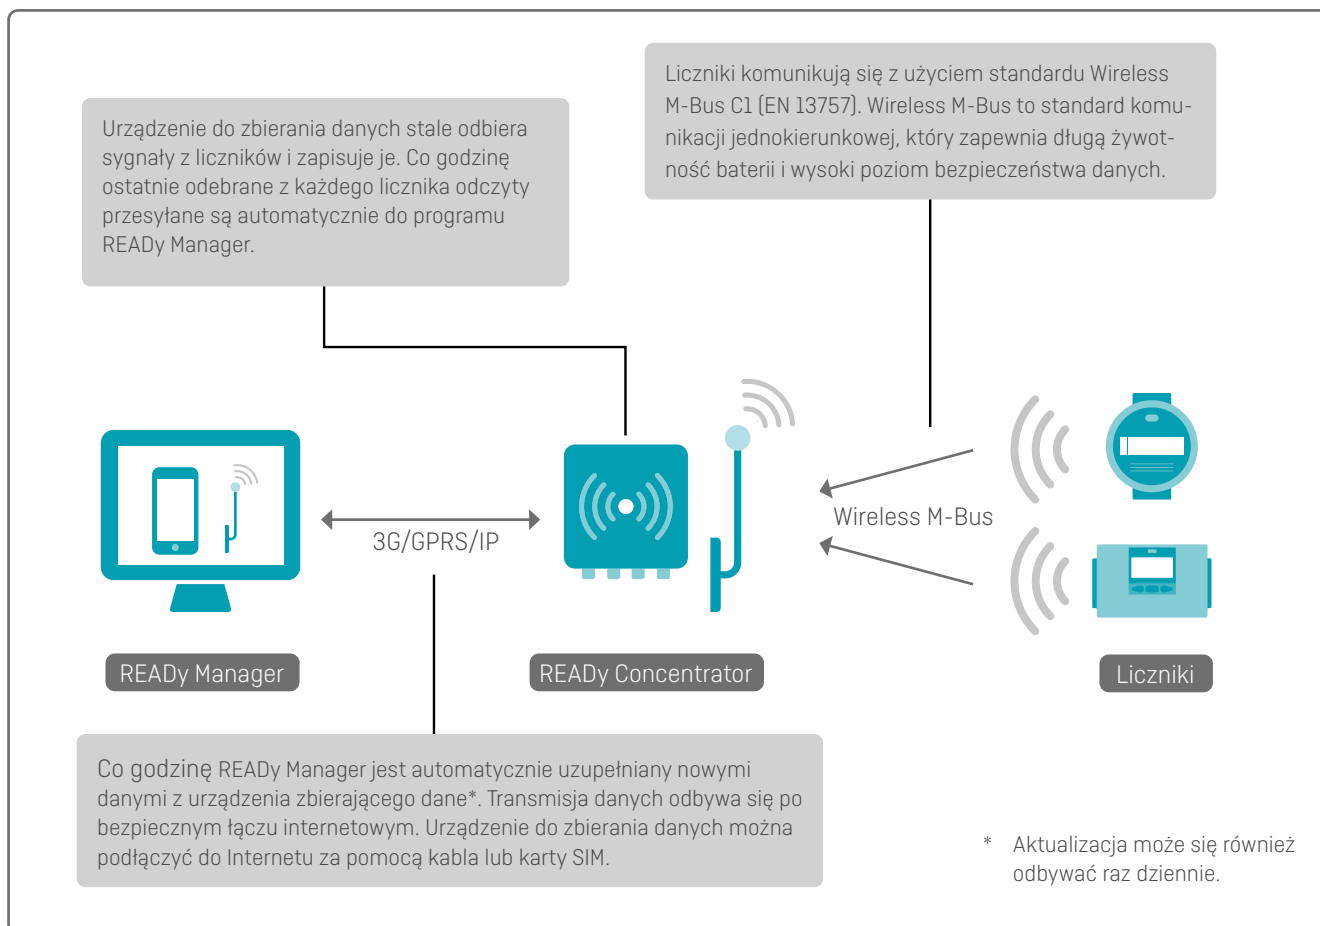 Liczniki komunikują się z użyciem standardu Wireless
M-Bus C1 (EN 13757). Wireless M-Bus to standard komu-
nikacji jednokierunkowej, który zapewnia długą żywot-
ność baterii i wysoki poziom bezpieczeństwa danych.
Urządzenie do zbierania danych stale odbiera
sygnały z liczników i zapisuje je. Co godzinę
ostatnie odebrane z każdego licznika odczyty
przesyłane są automatycznie do programu
READy Manager.
3G/GPRS/IP
Wireless M-Bus
READy Manager
READy Concentrator
Liczniki
Co godzinę READy Manager jest automatycznie uzupełniany nowymi
danymi z urządzenia zbierającego dane*. Transmisja danych odbywa się po
bezpiecznym łączu internetowym. Urządzenie do zbierania danych można
podłączyć do Internetu za pomocą kabla lub karty SIM.
* Aktualizacja może się również
odbywać raz dziennie.